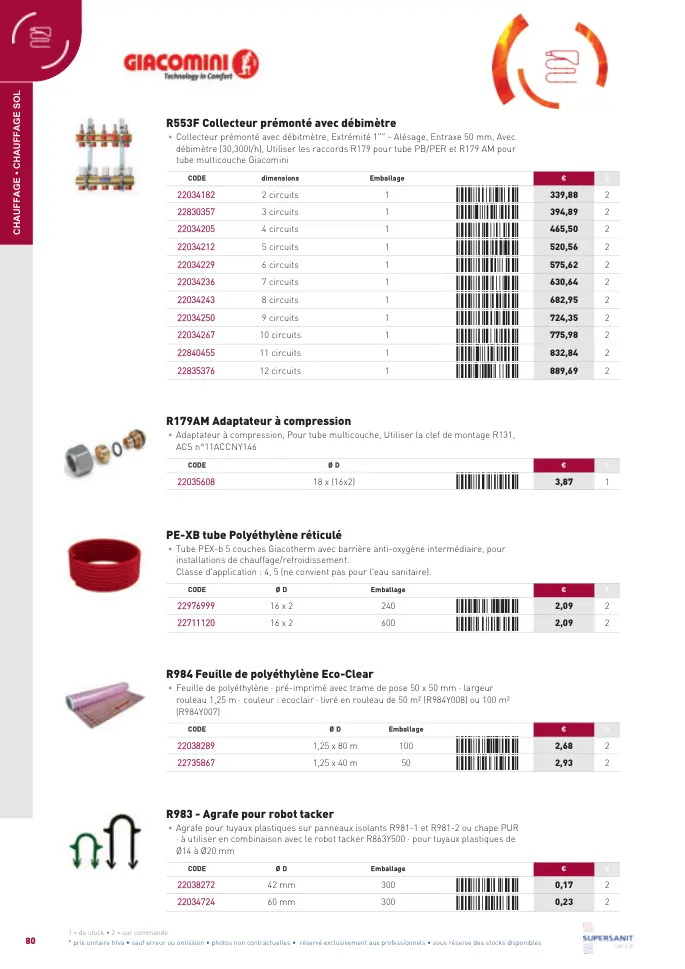 GIACOMINI
Technology in Comfort
CHAUFFAGE • CHAUFFAGE SOL
R553F Collecteur prémonté avec débimètre
• Collecteur prémonté avec débitmètre, Extrémité 1"" - Alésage, Entraxe 50 mm, Avec
débimètre (30,300l/h), Utiliser les raccords R179 pour tube PB/PER et R179 AM pour
tube multicouche Giacomini
CODE dimensions Emballage €
22034182 2 circuits 1 339,88 2
22830357 3 circuits 1 394,89 2
22034205 4 circuits 1 465,50 2
22034212 5 circuits 1 520,56 2
22034229 6 circuits 1 575,62 2
22034236 7 circuits 1 630,64 2
22034243 8 circuits 1 682,95 2
22034250 9 circuits 1 724,35 2
22034267 10 circuits 1 775,98 2
22840455 11 circuits 1 832,84 2
22835376 12 circuits 1 889,69 2
R179AM Adaptateur à compression
• Adaptateur à compression, Pour tube multicouche, Utiliser la clef de montage R131,
ACS n°11ACCNY146
CODE Ø D €
22035608 18 x (16x2) 3,87 1
PE-XB tube Polyéthylène réticulé
• Tube PEX-b 5 couches Giacotherm avec barrière anti-oxygène intermédiaire, pour
installations de chauffage/refroidissement.
Classe d'application : 4, 5 (ne convient pas pour l'eau sanitaire).
CODE Ø D Emballage €
22976999 16 x 2 240 2,09 2
22711120 16 x 2 600 2,09 2
R984 Feuille de polyéthylène Eco-Clear
• Feuille de polyéthylène · pré-imprimé avec trame de pose 50 x 50 mm · largeur
rouleau 1,25 m · couleur : ecoclair · livré en rouleau de 50 m² (R984Y008) ou 100 m²
(R984Y007)
CODE Ø D Emballage €
22038289 1,25 x 80 m 100 2,68 2
22735867 1,25 x 40 m 50 2,93 2
R983 - Agrafe pour robot tacker
• Agrafe pour tuyaux plastiques sur panneaux isolants R981-1 et R981-2 ou chape PUR
· à utiliser en combinaison avec le robot tacker R863Y500 · pour tuyaux plastiques de
Ø14 à Ø20 mm
CODE Ø D Emballage €
22038272 42 mm 300 0,17 2
22034724 60 mm 300 0,23 2
1 = de stock • 2 = sur commande
80 * prix unitaire htva • sauf erreur ou omission • photos non contractuelles • réservé exclusivement aux professionnels • sous réserve des stocks disponibles
SUPERSANIT
GROUP